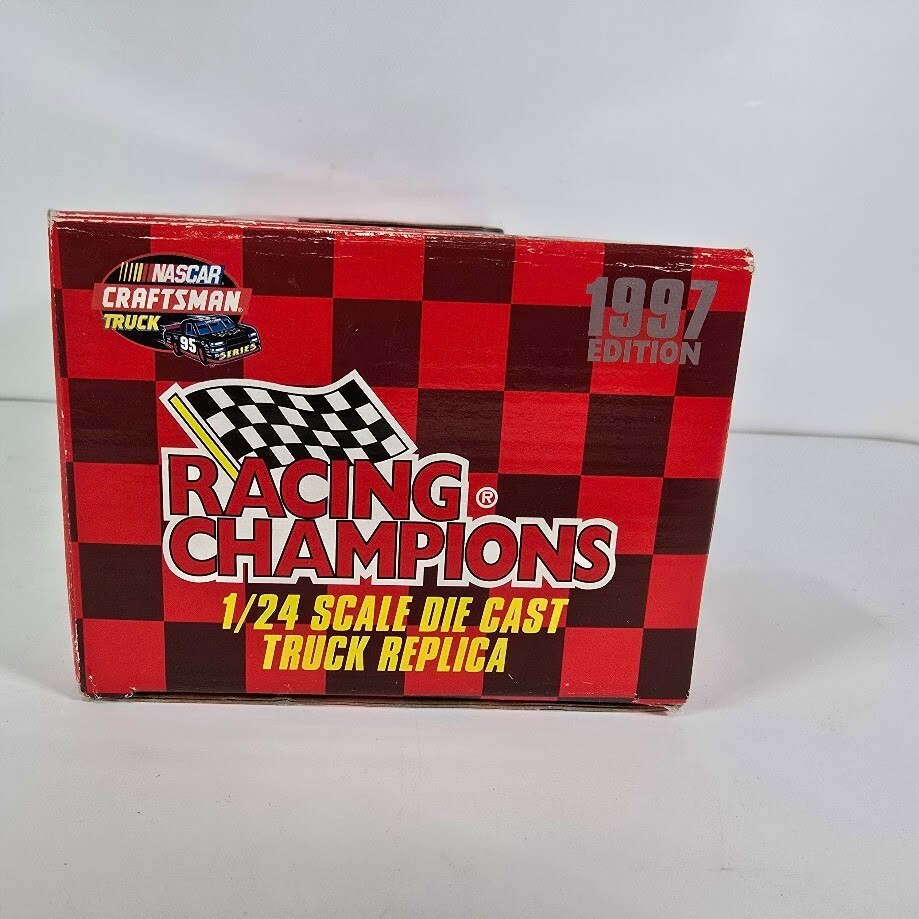 NASCAR
CRAFTSMAN®
TRUCK
95
SERIES
1997
EDITION
RACING ®
CHAMPIONS
1/24 SCALE DIE CAST
TRUCK REPLICA